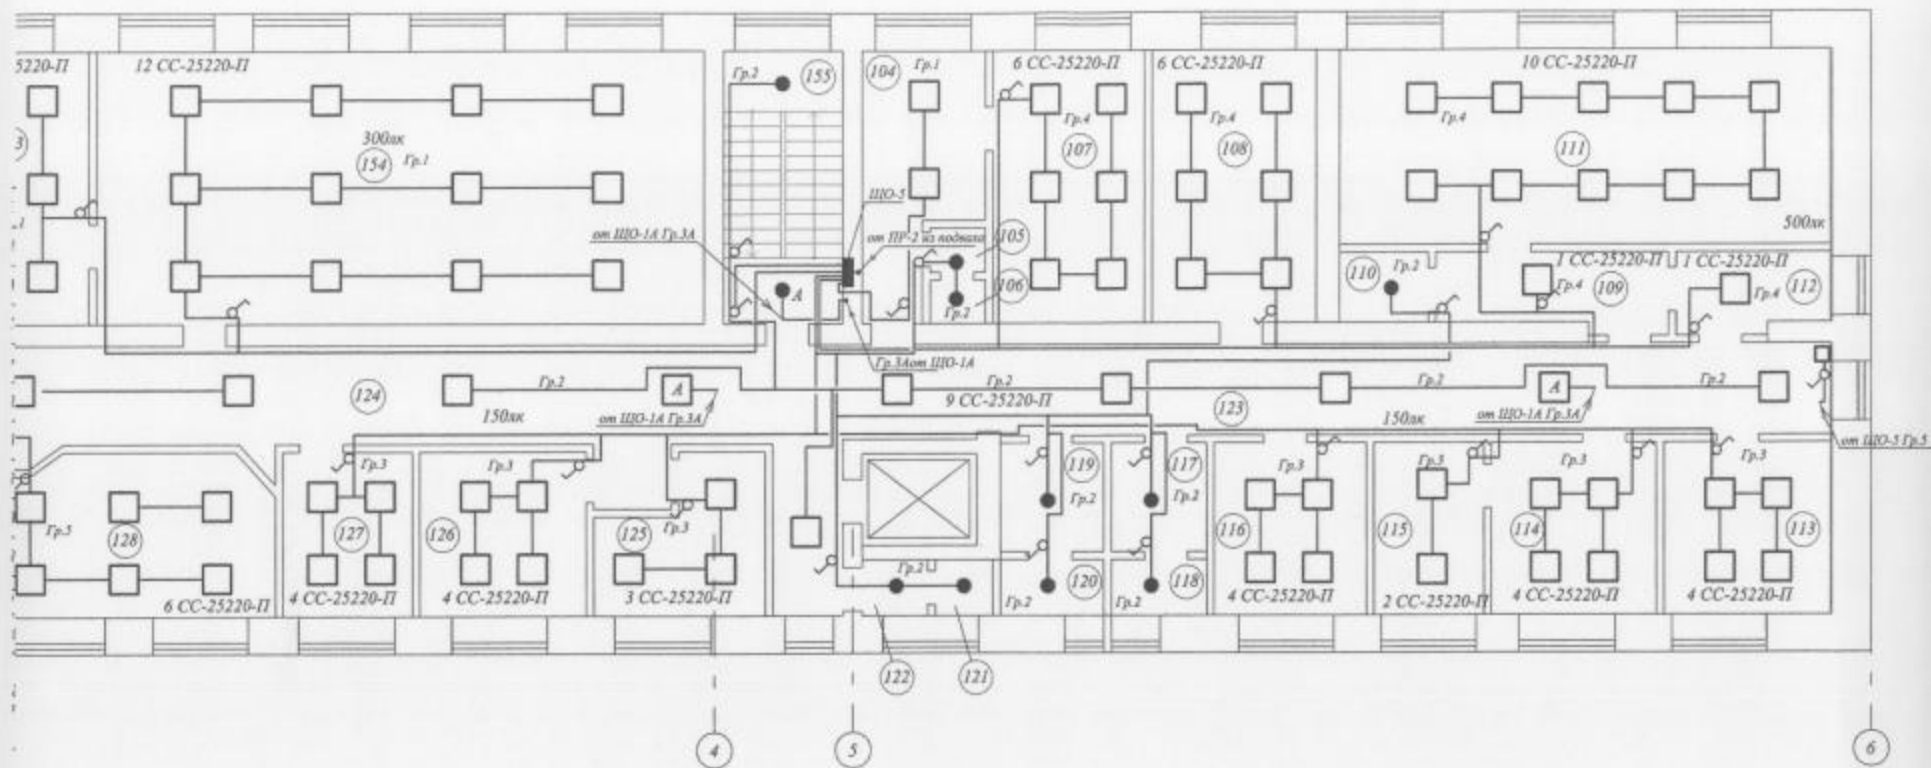 5220-П
12 СС-25220-П
Гр.2
155
104
Гр.1
6 СС-25220-П
6 СС-25220-П
10 СС-25220-П
300лк
154
Гр.1
Гр.4
107
Гр.4
108
Гр.4
111
3
ЩО-5
500лк
от ЩО-1А Гр.3А
от ПР-2 из подвала
105
110
Гр.2
1 СС-25220-П
1 СС-25220-П
А
106
Гр.2
Гр.4
109
Гр.4
112
Гр.3Аот ЩО-1А
124
Гр.2
А
Гр.2
9 СС-25220-П
123
Гр.2
А
Гр.2
150лк
от ЩО-1А Гр.3А
150лк
от ЩО-1А Гр.3А
от ЩО-5 Гр.5
Гр.3
Гр.3
119
117
Гр.3
Гр.3
Гр.3
Гр.3
Гр.2
Гр.2
Гр.5
128
127
126
125
Гр.3
116
115
114
113
Гр.2
120
118
6 СС-25220-П
4 СС-25220-П
4 СС-25220-П
3 СС-25220-П
Гр.2
Гр.2
4 СС-25220-П
2 СС-25220-П
4 СС-25220-П
4 СС-25220-П
122
121
4
5
6